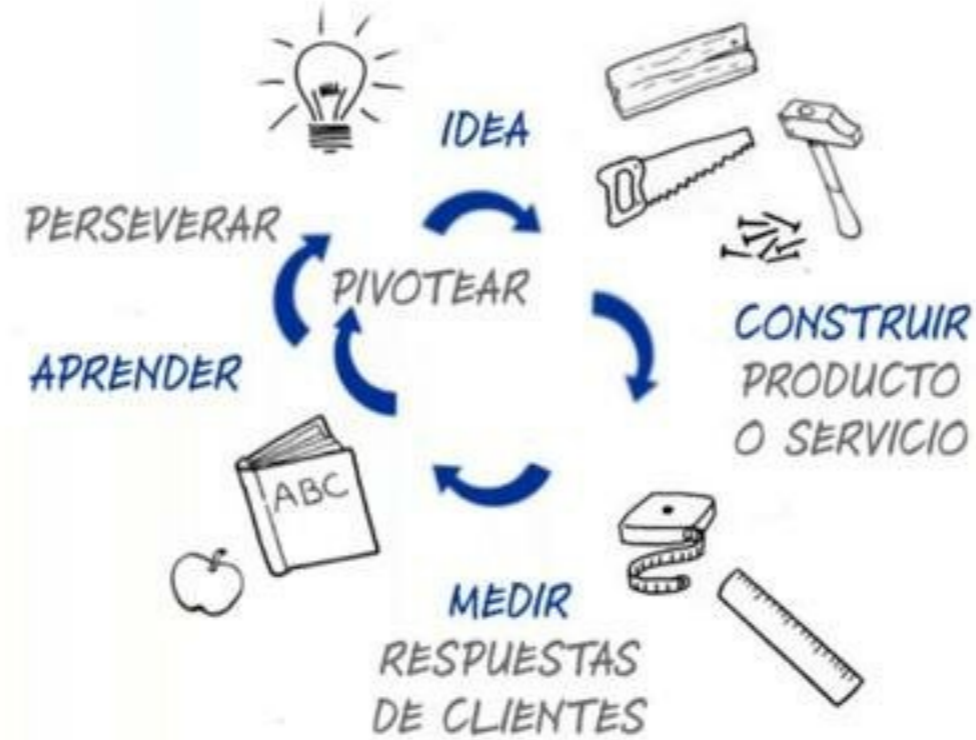 IDEA
PERSEVERAR
PIVOTEAR
CONSTRUIR
PRODUCTO
O SERVICIO
APRENDER
ABC
MEDIR
RESPUESTAS
DE CLIENTES